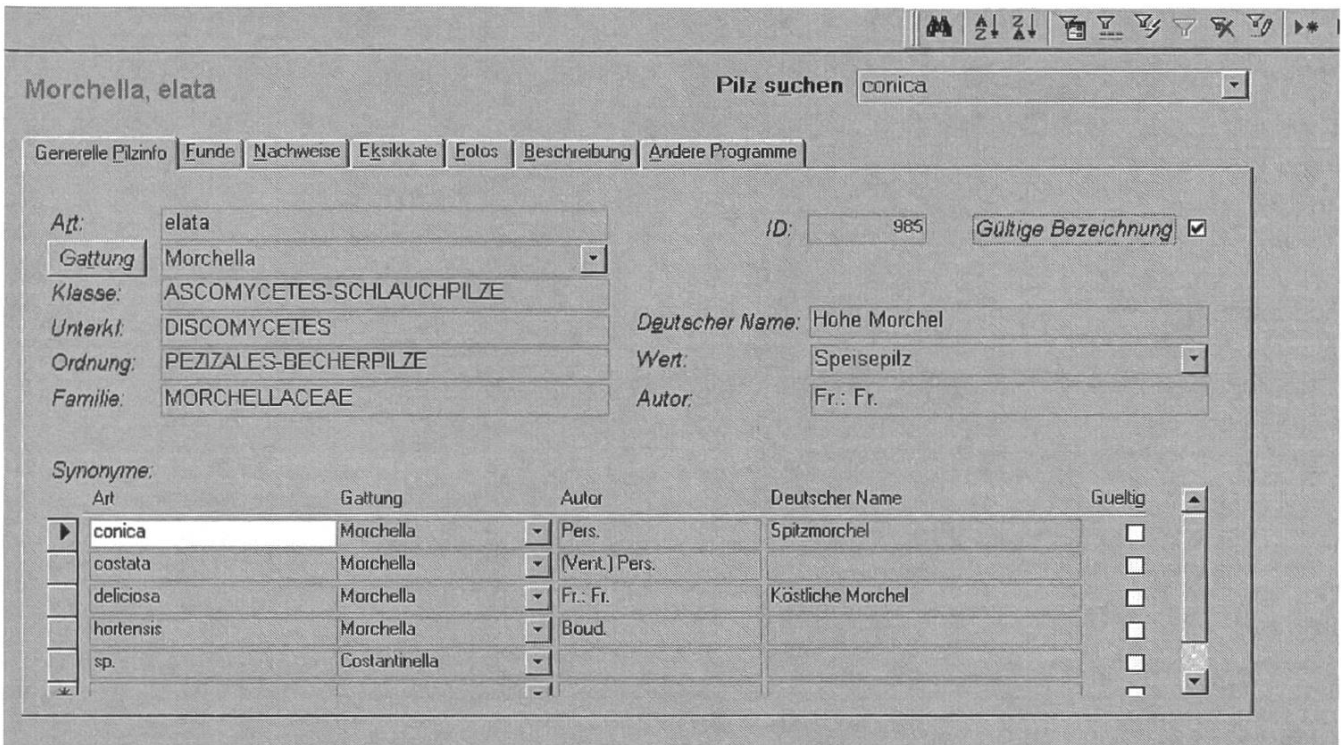 Morchella, elata
Pilz suchen conica
Generelle Pilzinfo Funde Nachweise Eksikkate Fotos Beschreibung Andere Programme
Art: elata ID: 985 Gültige Bezeichnung
Gattung Morchella
Klasse: ASCOMYCETES-SCHLAUCHPILZE
Unterkl: DISCOMYCETES Deutscher Name: Hohe Morchel
Ordnung: PEZIZALES-BECHERPILZE Wert: Speisepilz
Familie: MORCHELLACEAE Autor: Fr.: Fr.
Synonyme:
Art Gattung Autor Deutscher Name Gueltig
conica Morchella Pers. Spitzmorchel
costata Morchella (Vent.) Pers.
deliciosa Morchella Fr.: Fr. Köstliche Morchel
hortensis Morchella Boud.
sp. Costantinella